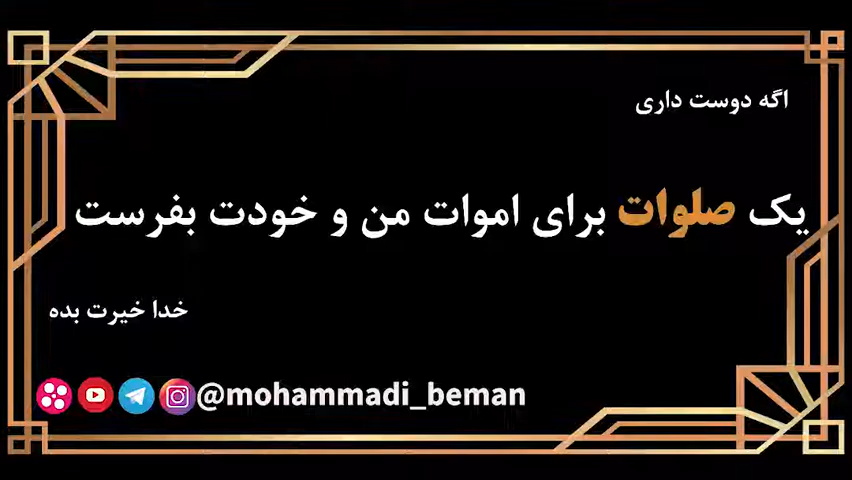 اگه دوست داری
یک صلوات برای اموات من و خودت بفرست
خدا خیرت بده
@mohammadi_beman